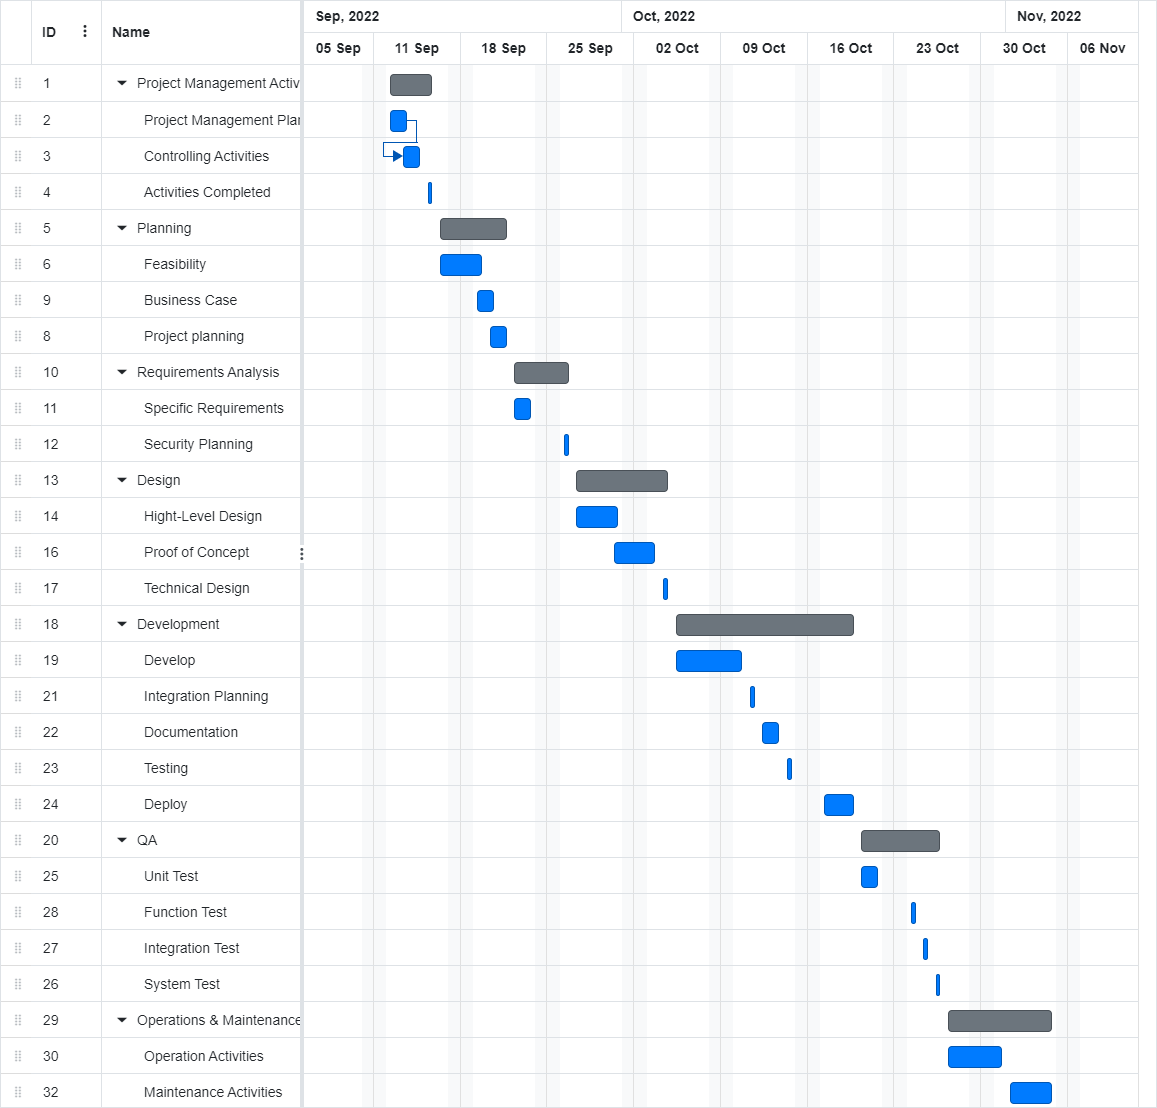 Sep, 2022 Oct, 2022 Nov, 2022
ID Name
05 Sep 11 Sep 18 Sep 25 Sep 02 Oct 09 Oct 16 Oct 23 Oct 30 Oct 06 Nov
1 Project Management Activ
2 Project Management Plan
3 Controlling Activities
4 Activities Completed
5 Planning
6 Feasibility
9 Business Case
8 Project planning
10 Requirements Analysis
11 Specific Requirements
12 Security Planning
13 Design
14 Hight-Level Design
16 Proof of Concept
17 Technical Design
18 Development
19 Develop
21 Integration Planning
22 Documentation
23 Testing
24 Deploy
20 QA
25 Unit Test
28 Function Test
27 Integration Test
26 System Test
29 Operations & Maintenance
30 Operation Activities
32 Maintenance Activities